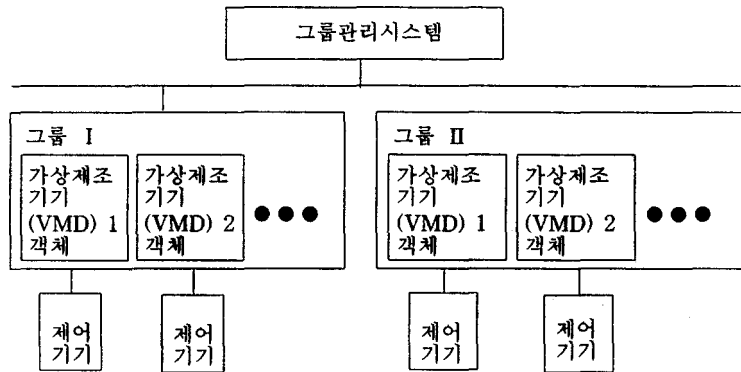 그룹관리시스템
그룹 Ⅰ
가상제조
기기
(VMD) 1
객체
가상제조
기기
(VMD) 2
객체
그룹 Ⅱ
가상제조
기기
(VMD) 1
객체
가상제조
기기
(VMD) 2
객체
제어
기기
제어
기기
제어
기기
제어
기기